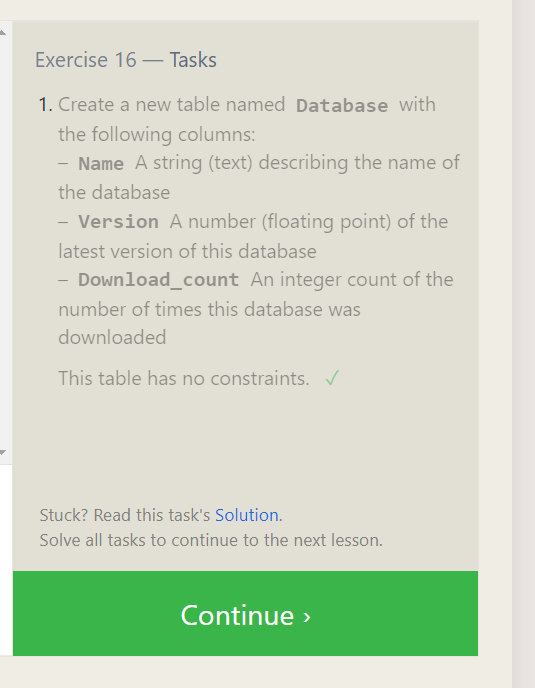 Exercise 16 — Tasks
1. Create a new table named Database with
the following columns:
– Name A string (text) describing the name of
the database
– Version A number (floating point) of the
latest version of this database
– Download_count An integer count of the
number of times this database was
downloaded
This table has no constraints. ✓
Stuck? Read this task's Solution.
Solve all tasks to continue to the next lesson.
Continue ›